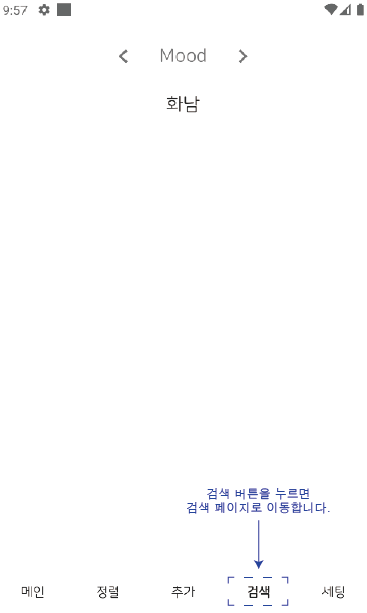 9:57
Mood
화남
검색 버튼을 누르면
검색 페이지로 이동합니다.
메인 정렬 추가 검색 세팅